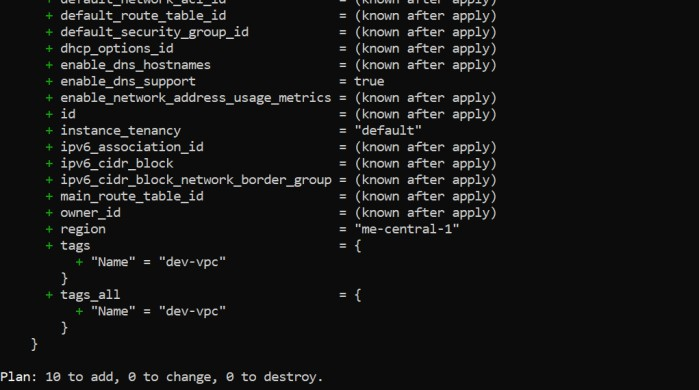 + default_network_acl_id = (known after apply)
+ default_route_table_id = (known after apply)
+ default_security_group_id = (known after apply)
+ dhcp_options_id = (known after apply)
+ enable_dns_hostnames = (known after apply)
+ enable_dns_support = true
+ enable_network_address_usage_metrics = (known after apply)
+ id = (known after apply)
+ instance_tenancy = "default"
+ ipv6_association_id = (known after apply)
+ ipv6_cidr_block = (known after apply)
+ ipv6_cidr_block_network_border_group = (known after apply)
+ main_route_table_id = (known after apply)
+ owner_id = (known after apply)
+ region = "me-central-1"
+ tags = {
+ "Name" = "dev-vpc"
}
+ tags_all = {
+ "Name" = "dev-vpc"
}
}
Plan: 10 to add, 0 to change, 0 to destroy.